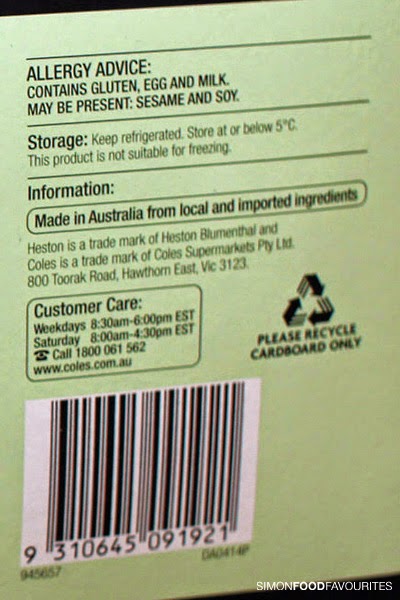 ALLERGY ADVICE:
CONTAINS GLUTEN, EGG AND MILK.
MAY BE PRESENT: SESAME AND SOY.
Storage: Keep refrigerated. Store at or below 5°C.
This product is not suitable for freezing.
Information:
Made in Australia from local and imported ingredients
Heston is a trade mark of Heston Blumenthal and
Coles is a trade mark of Coles Supermarkets Pty Ltd.
800 Toorak Road, Hawthorn East, Vic 3123.
Customer Care:
Weekdays 8:30am-6:00pm EST
Saturday 8:00am-4:30pm EST
☎ Call 1800 061 562
www.coles.com.au
PLEASE RECYCLE
CARDBOARD ONLY
9 310645 091921
945657
DA0414P
SIMONFOODFAVOURITES